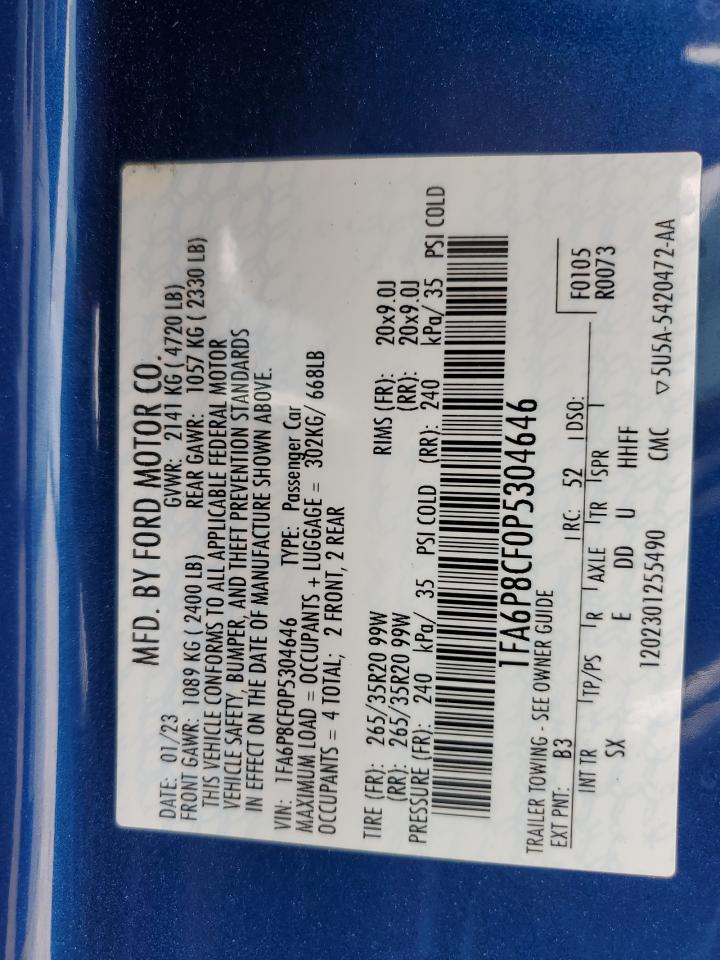 MFD. BY FORD MOTOR CO.
DATE: 01/23 GVWR: 2141 KG ( 4720 LB)
FRONT GAWR: 1089 KG ( 2400 LB) REAR GAWR: 1057 KG ( 2330 LB)
THIS VEHICLE CONFORMS TO ALL APPLICABLE FEDERAL MOTOR
VEHICLE SAFETY, BUMPER, AND THEFT PREVENTION STANDARDS
IN EFFECT ON THE DATE OF MANUFACTURE SHOWN ABOVE.
VIN: 1FA6P8CF0P5304646 TYPE: Passenger Car
MAXIMUM LOAD = OCCUPANTS + LUGGAGE = 302KG/ 668LB
OCCUPANTS = 4 TOTAL; 2 FRONT, 2 REAR
TIRE (FR): 265/35R20 99W RIMS (FR): 20x9.0J
(RR): 265/35R20 99W (RR): 20x9.0J
PRESSURE (FR): 240 kPa/ 35 PSI COLD (RR): 240 kPa/ 35 PSI COLD
1FA6P8CF0P5304646
TRAILER TOWING - SEE OWNER GUIDE
EXT PNT: B3 RC: 52 DSO: F0105
R0073
INT TR TP/PS R AXLE TR SPR
SX E DD U HHFF
1202301255490 CMC ▽5U5A-5420472-AA